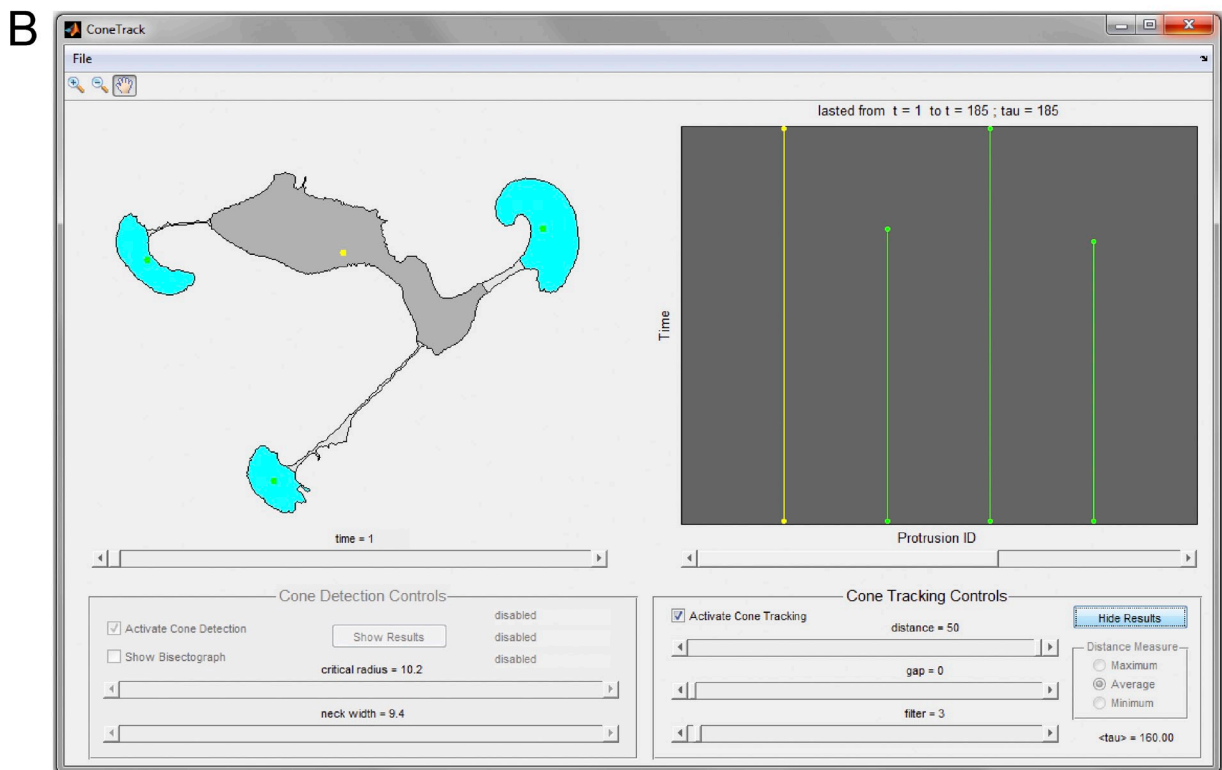 B
ConeTrack
File
lasted from t = 1 to t = 185 ; tau = 185
Time
time = 1
Protrusion ID
Cone Detection Controls
Activate Cone Detection
Show Results
disabled
disabled
disabled
Show Bisectograph
critical radius = 10.2
neck width = 9.4
Cone Tracking Controls
Activate Cone Tracking
distance = 50
gap = 0
filter = 3
Hide Results
Distance Measure
Maximum
Average
Minimum
<tau> = 160.00